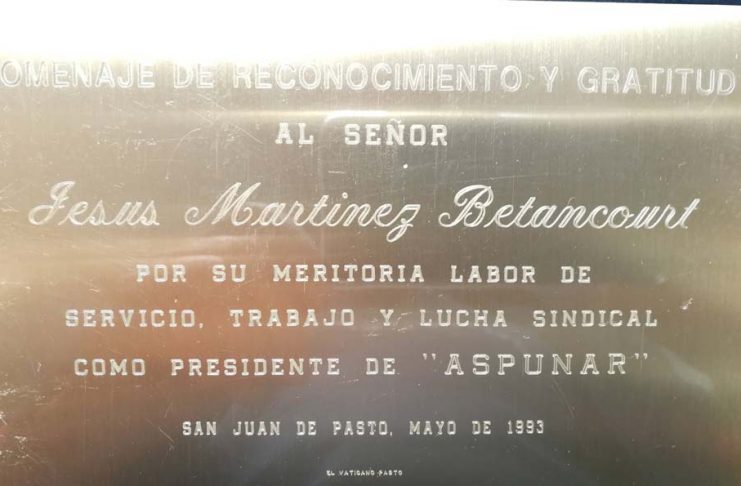 OMENAJE DE RECONOCIMIENTO Y GRATITUD
AL SEÑOR
Jesus Martinez Betancourt
POR SU MERITORIA LABOR DE
SERVICIO, TRABAJO Y LUCHA SINDICAL
COMO PRESIDENTE DE "ASPUNAR"
SAN JUAN DE PASTO, MAYO DE 1993
EL VATICANO PASTO